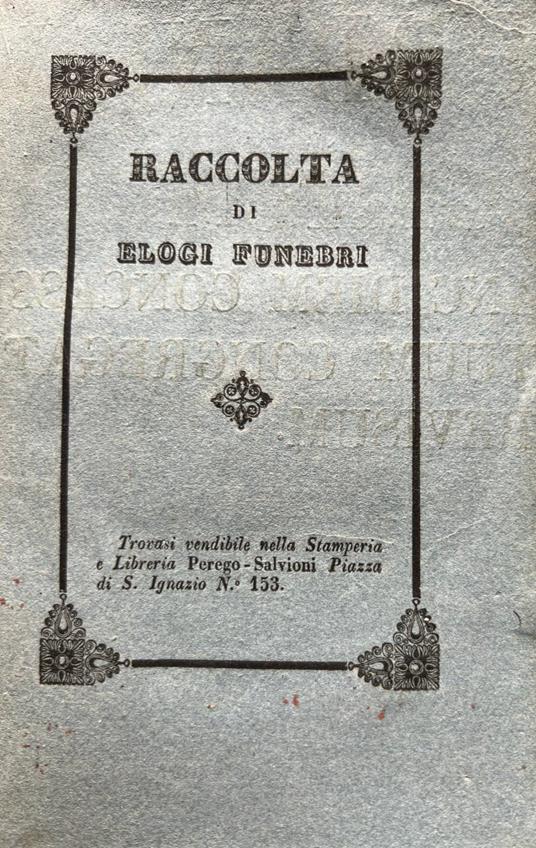 RACCOLTA
DI
ELOGI FUNEBRI
Trovasi vendibile nella Stamperia
e Libreria Perego-Salvioni Piazza
di S. Ignazio N.º 153.